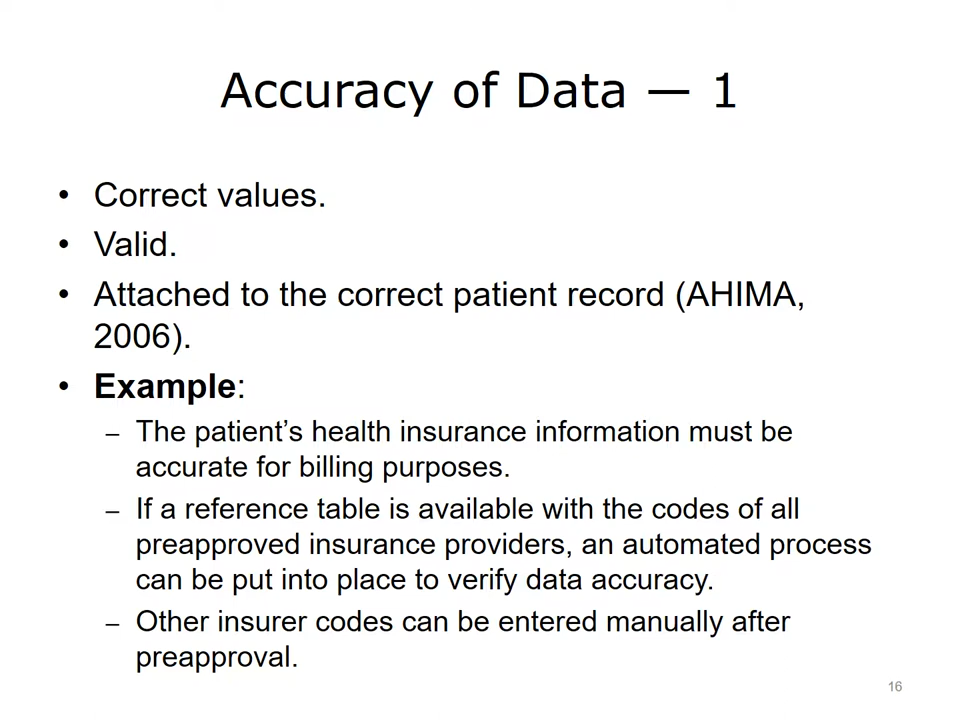 Accuracy of Data — 1
• Correct values.
• Valid.
• Attached to the correct patient record (AHIMA,
2006).
• Example:
– The patient’s health insurance information must be
accurate for billing purposes.
– If a reference table is available with the codes of all
preapproved insurance providers, an automated process
can be put into place to verify data accuracy.
– Other insurer codes can be entered manually after
preapproval.
16